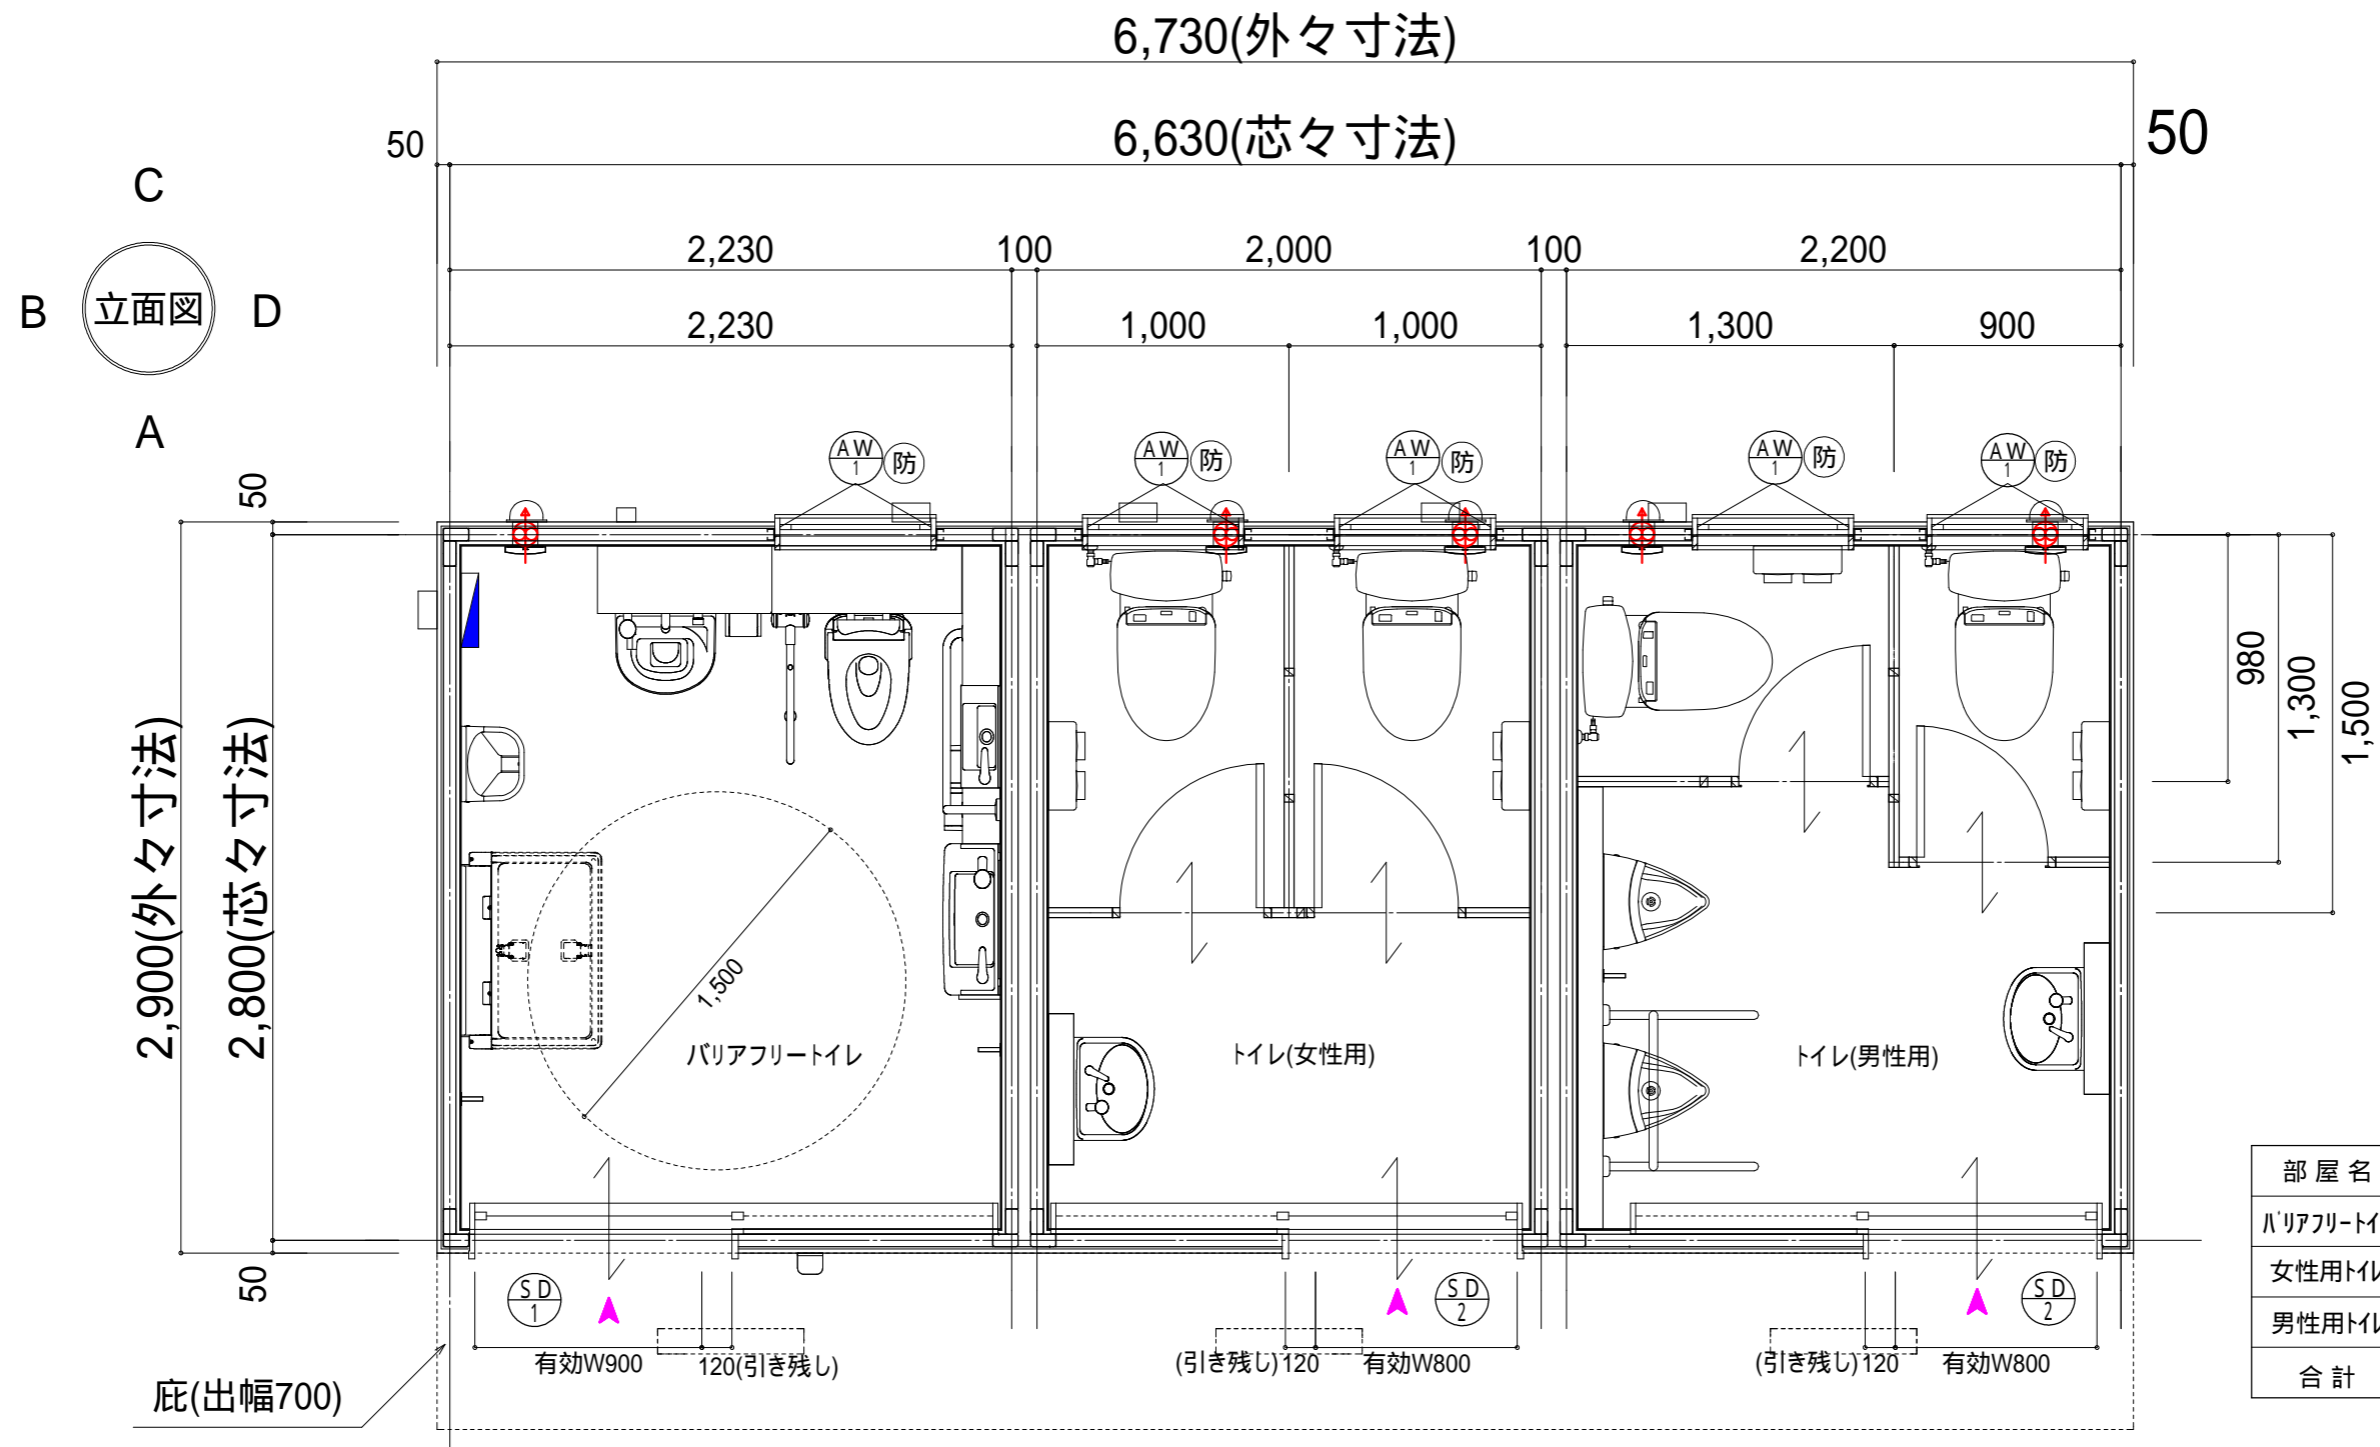 6,730(外々寸法)
50
6,630(芯々寸法)
50
C
B
立面図
D
A
2,230
100
2,000
100
2,200
2,230
1,000
1,000
1,300
900
AW
1
防
AW
1
防
AW
1
防
AW
1
防
AW
1
防
50
2,900(外々寸法)
2,800(芯々寸法)
50
980
1,300
1,500
1,500
バリアフリートイレ
トイレ(女性用)
トイレ(男性用)
SD
1
SD
2
SD
2
有効W900
120(引き残し)
(引き残し)120
有効W800
(引き残し)120
有効W800
庇(出幅700)
部屋名
バリアフリートイ
女性用トイレ
男性用トイレ
合計